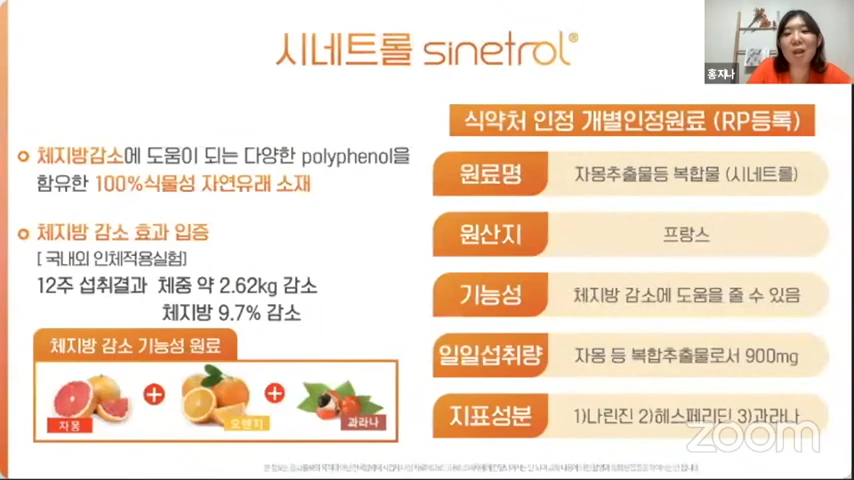 시네트롤 sinetrol®
홍지나
체지방감소에 도움이 되는 다양한 polyphenol을
함유한 100%식물성 자연유래 소재
체지방 감소 효과 입증
[ 국내외 인체적용실험]
12주 섭취결과 체중 약 2.62kg 감소
체지방 9.7% 감소
체지방 감소 기능성 원료
자몽
오렌지
과라나
식약처 인정 개별인정원료 (RP등록)
원료명 자몽추출물등 복합물 (시네트롤)
원산지 프랑스
기능성 체지방 감소에 도움을 줄 수 있음
일일섭취량 자몽 등 복합추출물로서 900mg
지표성분 1)나린진 2)헤스페리딘 3)과라나
zoom